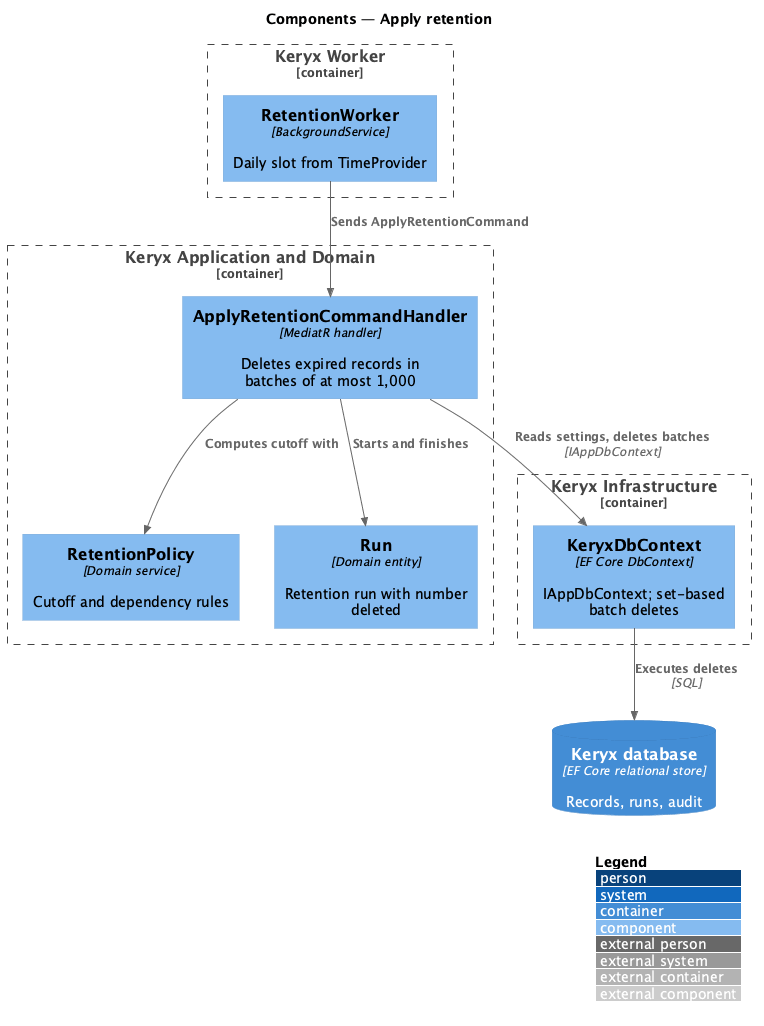 Components — Apply retention
Keryx Worker
[container]
RetentionWorker
[BackgroundService]
Daily slot from TimeProvider
Sends ApplyRetentionCommand
Keryx Application and Domain
[container]
ApplyRetentionCommandHandler
[MediatR handler]
Deletes expired records in
batches of at most 1,000
Computes cutoff with
Starts and finishes
Reads settings, deletes batches
[IAppDbContext]
Keryx Infrastructure
[container]
RetentionPolicy
[Domain service]
Cutoff and dependency rules
Run
[Domain entity]
Retention run with number
deleted
KeryxDbContext
[EF Core DbContext]
IAppDbContext; set-based
batch deletes
Executes deletes
[SQL]
Keryx database
[EF Core relational store]
Records, runs, audit
Legend
person
system
container
component
external person
external system
external container
external component